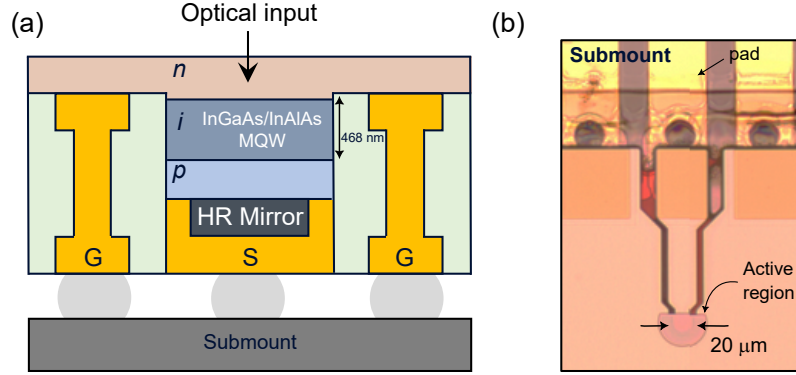 (a)
Optical input
n
i
InGaAs/InAlAs
MQW
468 nm
p
HR Mirror
G
S
G
Submount
(b)
Submount
pad
Active
region
20 μm